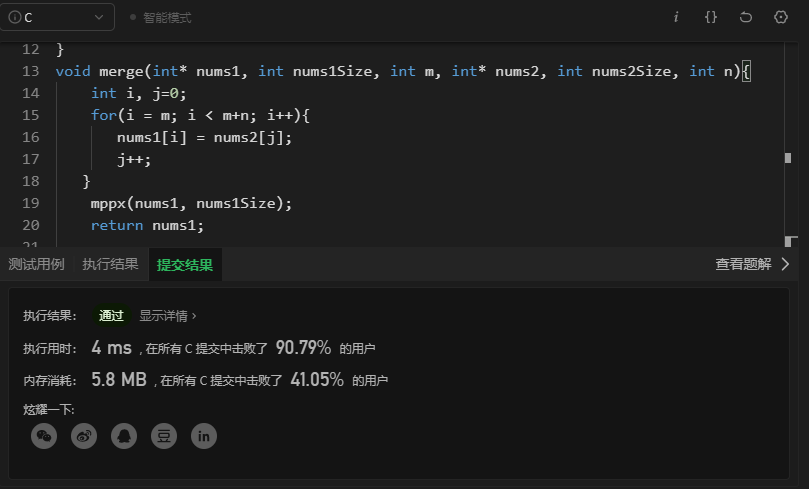 C 智能模式 i {}
12 }
13 void merge(int* nums1, int nums1Size, int m, int* nums2, int nums2Size, int n){
14 int i, j=0;
15 for(i = m; i < m+n; i++){
16 nums1[i] = nums2[j];
17 j++;
18 }
19 mppx(nums1, nums1Size);
20 return nums1;
21
测试用例 执行结果 提交结果 查看题解 >
执行结果： 通过 显示详情 ›
执行用时： 4 ms , 在所有 C 提交中击败了 90.79% 的用户
内存消耗： 5.8 MB , 在所有 C 提交中击败了 41.05% 的用户
炫耀一下:
豆 in